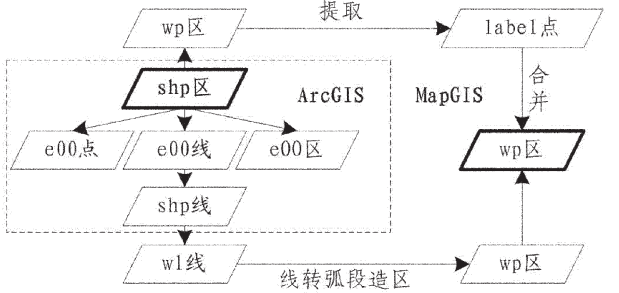 提取
wp区
label点
shp区
ArcGIS
MapGIS
合并
e00点
e00线
e00区
wp区
shp线
wl线
线转弧段造区
wp区